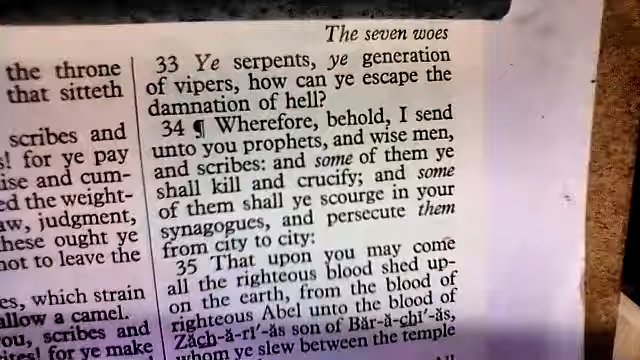 The seven woes
the throne
that sitteth
scribes and
s! for ye pay
ise and cum-
ed the weight-
aw, judgment,
hese ought ye
not to leave the
es, which strain
allow a camel.
ou, scribes and
rites! for ye make
33 Ye serpents, ye generation
of vipers, how can ye escape the
damnation of hell?
34 ¶ Wherefore, behold, I send
unto you prophets, and wise men,
and scribes: and some of them ye
shall kill and crucify; and some
of them shall ye scourge in your
synagogues, and persecute them
from city to city:
35 That upon you may come
all the righteous blood shed up-
on the earth, from the blood of
righteous Abel unto the blood of
Zăch-ă-rī′-ăs son of Băr-ă-chī′-ăs,
whom ye slew between the temple